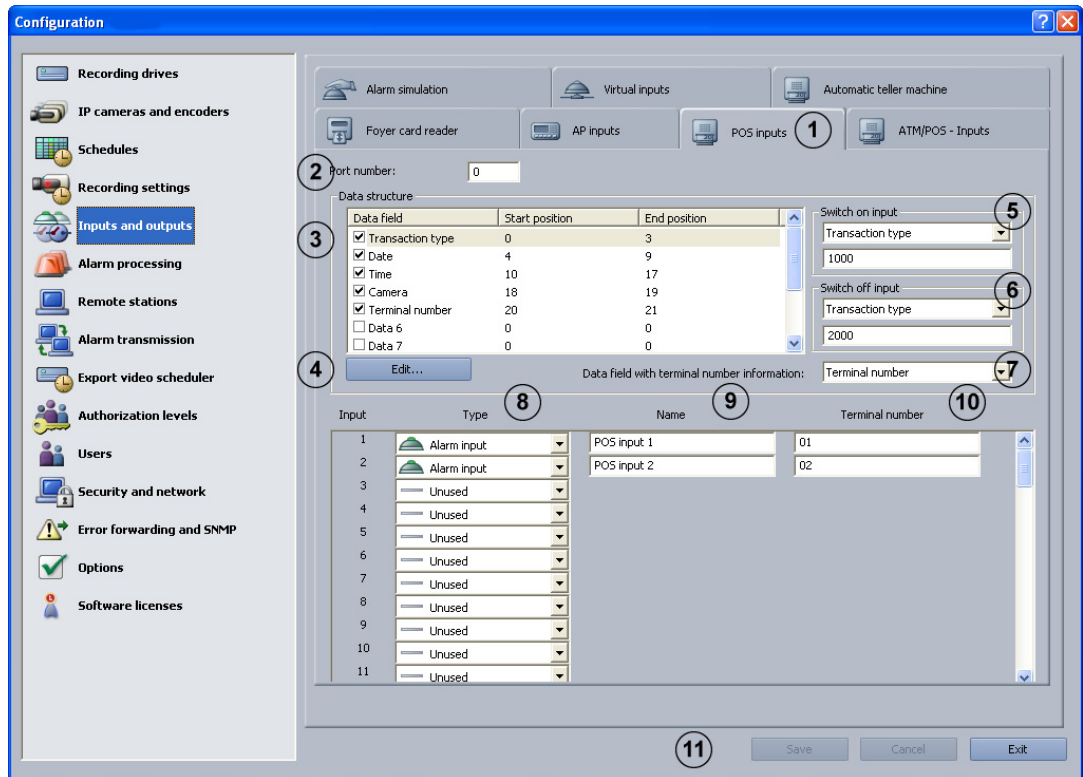 Configuration
Recording drives
IP cameras and encoders
Schedules
Recording settings
Inputs and outputs
Alarm processing
Remote stations
Alarm transmission
Export video scheduler
Authorization levels
Users
Security and network
Error forwarding and SNMP
Options
Software licenses
Alarm simulation
Virtual inputs
Automatic teller machine
Foyer card reader
AP inputs
POS inputs
1
ATM/POS - Inputs
2
Port number:
0
Data structure
Data field Start position End position
3
Transaction type 0 3
Date 4 9
Time 10 17
Camera 18 19
Terminal number 20 21
Data 6 0 0
Data 7 0 0
4
Edit...
Switch on input
5
Transaction type
1000
Switch off input
6
Transaction type
2000
Data field with terminal number information:
Terminal number
7
Input Type 8 Name 9 Terminal number 10
1 Alarm input POS input 1 01
2 Alarm input POS input 2 02
3 Unused
4 Unused
5 Unused
6 Unused
7 Unused
8 Unused
9 Unused
10 Unused
11 Unused
11
Save
Cancel
Exit